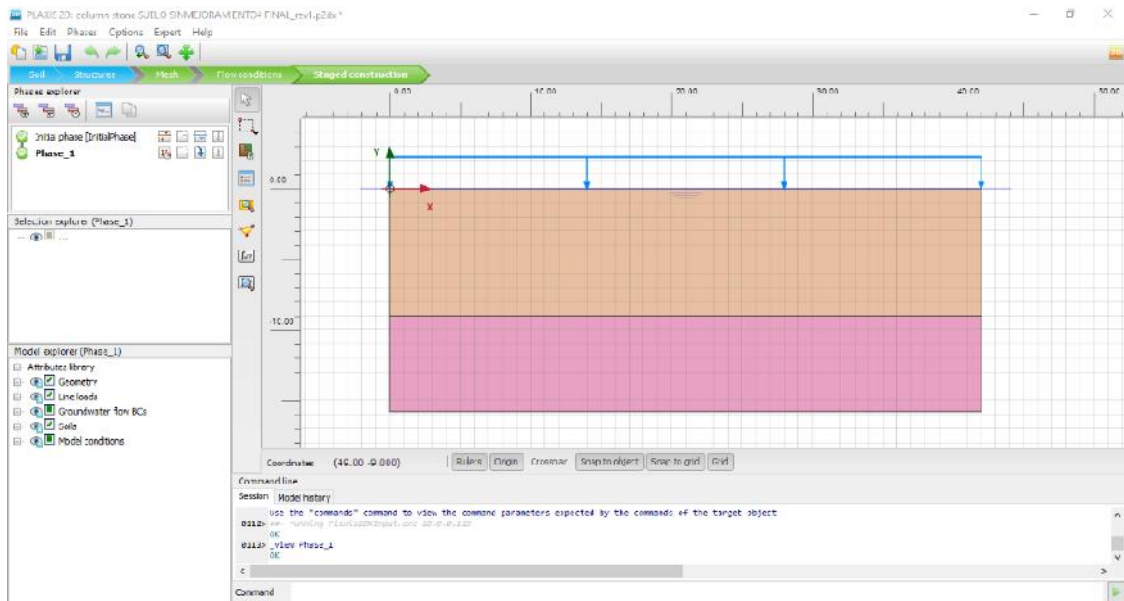 PLAXIS 2D: column stone SUELO SINMEJORAMIENTO4 FINAL_rev1.p2dx *
File Edit Phases Options Expert Help
Soil Structures Mesh Flow conditions Staged construction
Phases explorer
Initial phase [InitialPhase]
Phase_1
Selection explorer (Phase_1)
...
Model explorer (Phase_1)
Attributes library
Geometry
Line loads
Groundwater flow BCs
Soils
Model conditions
0.00 10.00 20.00 30.00 40.00 50.00
0.00
-10.00
Y
x
Coordinates (46.00 -9.000)
Rulers Origin Crosshair Snap to object Snap to grid Grid
Command line
Session Model history
Use the "commands" command to view the command parameters expected by the commands of the target object
0112>
OK
0113> _view Phase_1
OK
Command